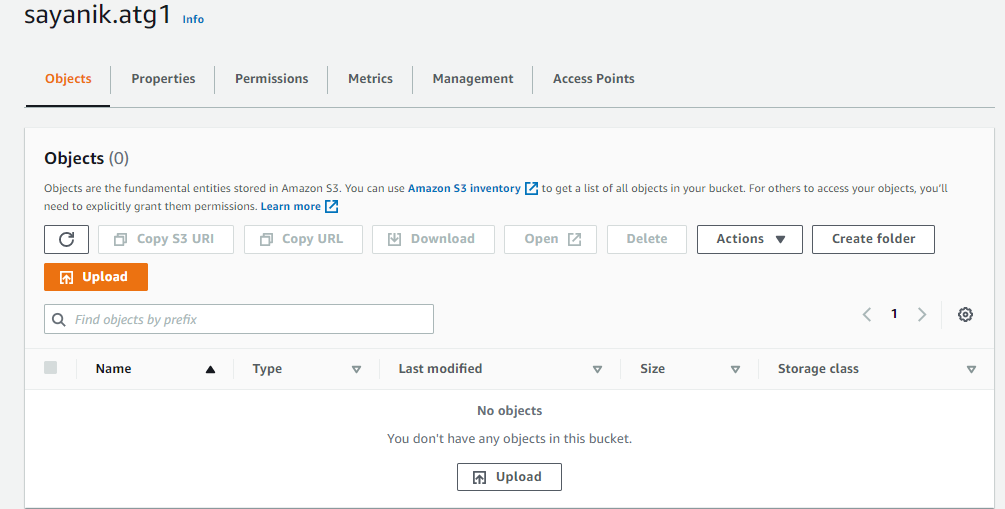 sayanik.atg1 Info
Objects Properties Permissions Metrics Management Access Points
Objects (0)
Objects are the fundamental entities stored in Amazon S3. You can use Amazon S3 inventory to get a list of all objects in your bucket. For others to access your objects, you'll
need to explicitly grant them permissions. Learn more
Copy S3 URI Copy URL Download Open Delete Actions Create folder
Upload
Find objects by prefix 1
Name Type Last modified Size Storage class
No objects
You don't have any objects in this bucket.
Upload